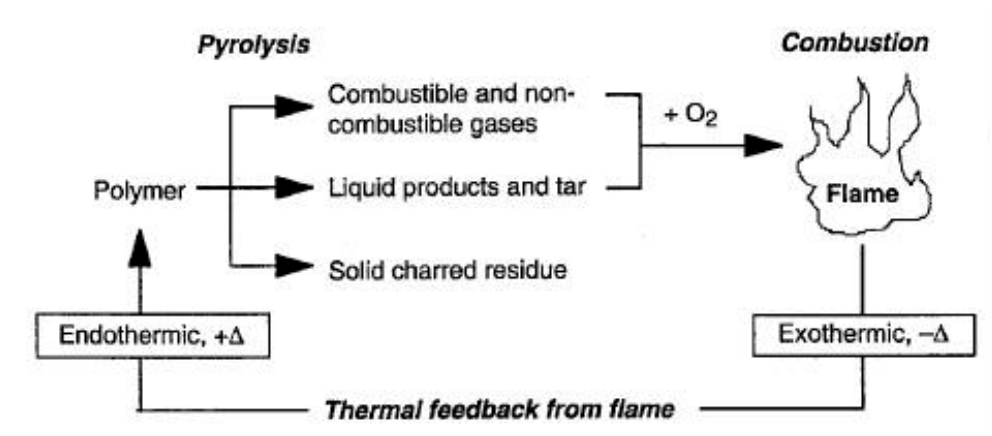 Pyrolysis
Combustion
Combustible and non-
combustible gases
+ O₂
Polymer
Liquid products and tar
Flame
Solid charred residue
Endothermic, +Δ
Exothermic, –Δ
Thermal feedback from flame